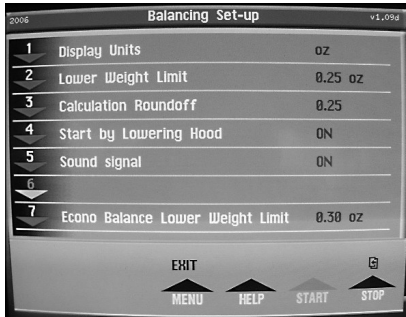 2006 Balancing Set-up v1.09d
1 Display Units oz
2 Lower Weight Limit 0.25 oz
3 Calculation Roundoff 0.25
4 Start by Lowering Hood ON
5 Sound signal ON
6
7 Econo Balance Lower Weight Limit 0.30 oz
EXIT
MENU HELP START STOP